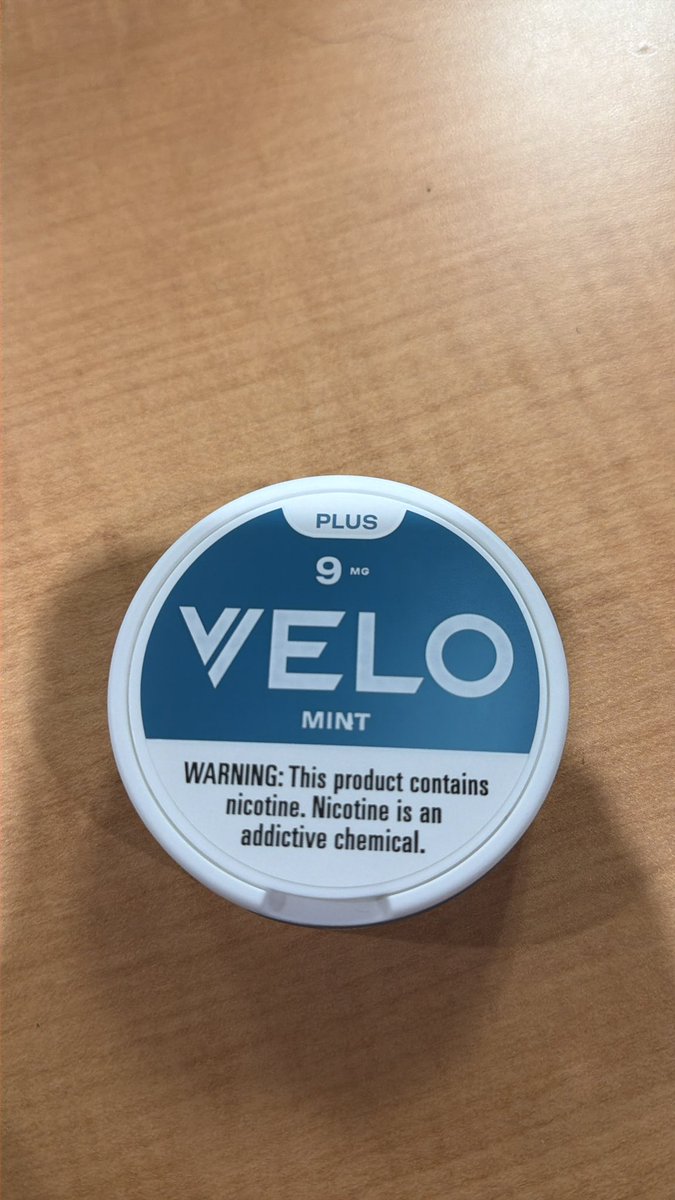 PLUS
9 MG
VELO
MINT
WARNING: This product contains
nicotine. Nicotine is an
addictive chemical.